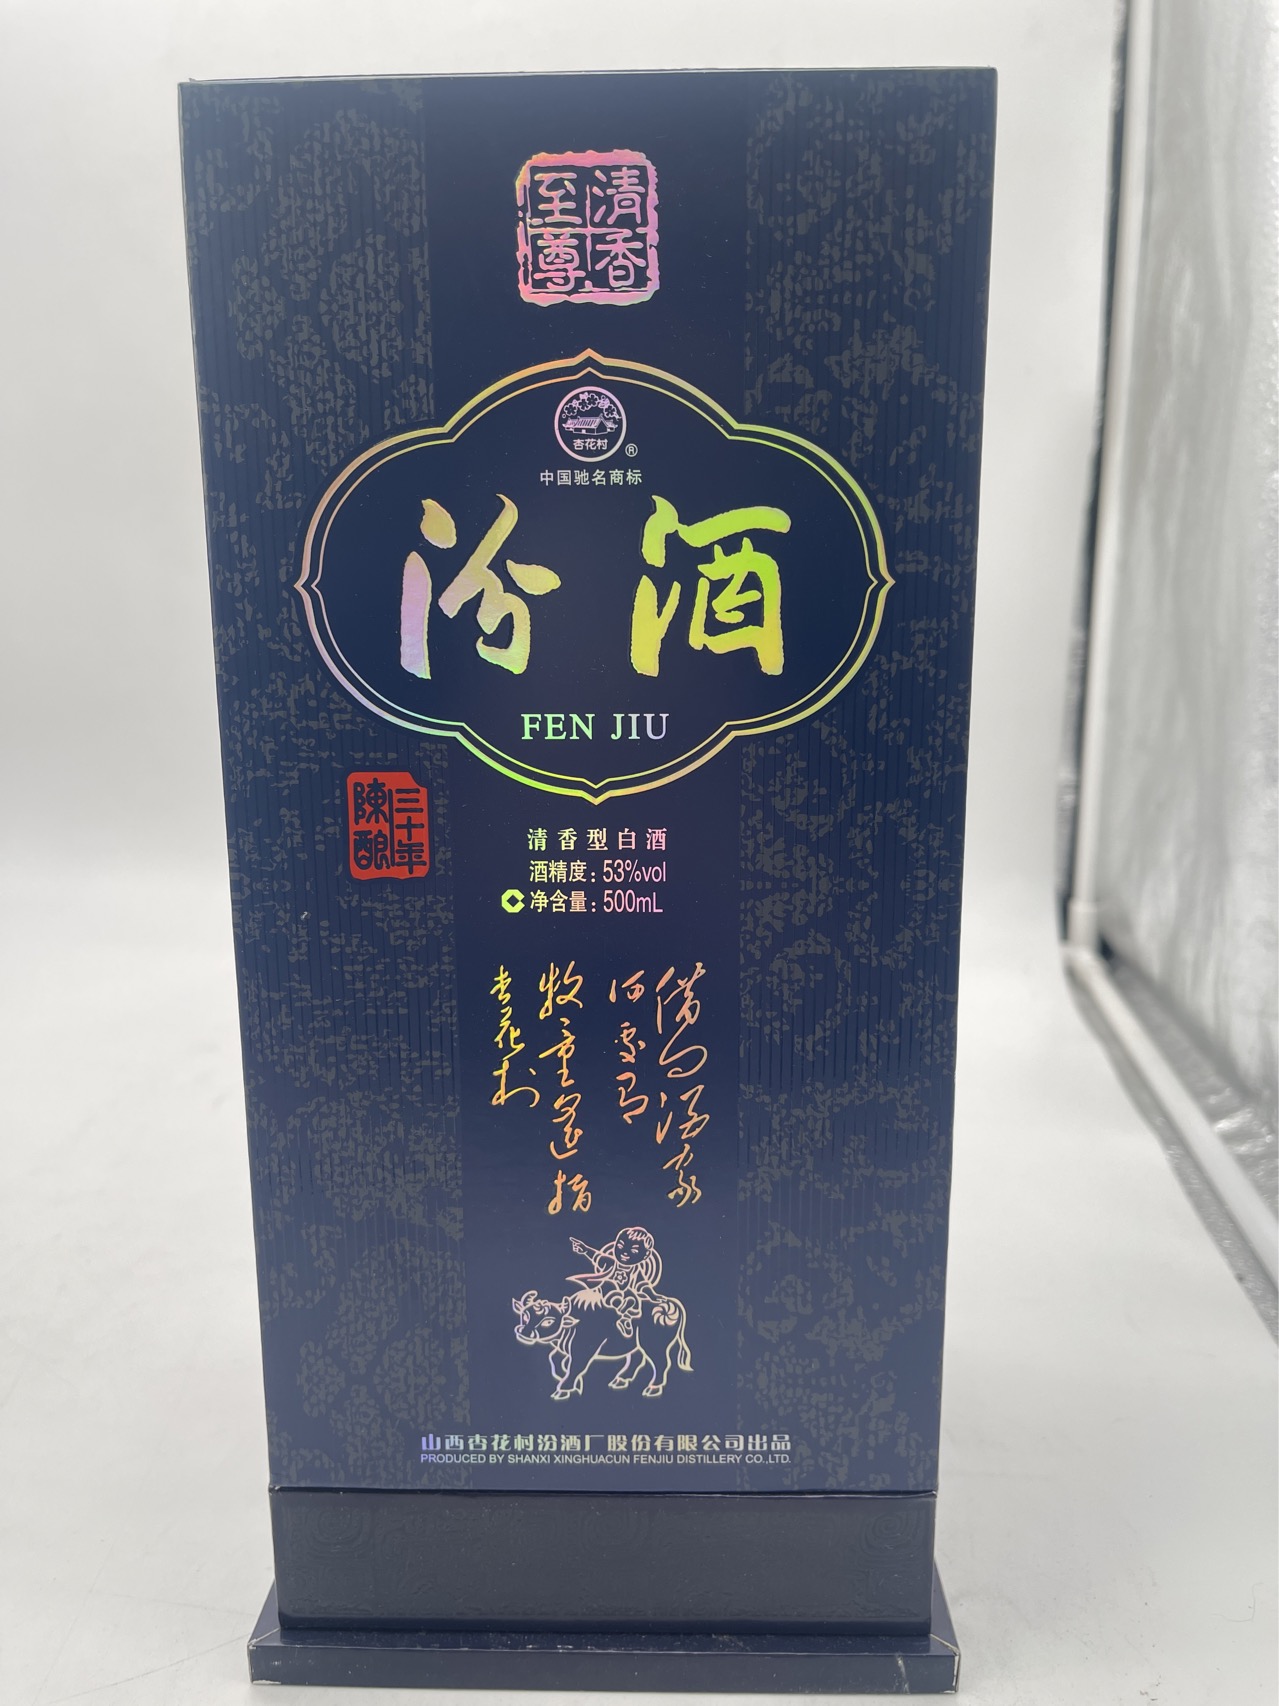 清香
至尊
杏花村
®
中国驰名商标
汾酒
FEN JIU
三十年
陳酿
清香型白酒
酒精度：53%vol
净含量：500mL
借问酒家
何处有
牧童遥指
杏花村
山西杏花村汾酒厂股份有限公司出品
PRODUCED BY SHANXI XINGHUACUN FENJIU DISTILLERY CO.,LTD.